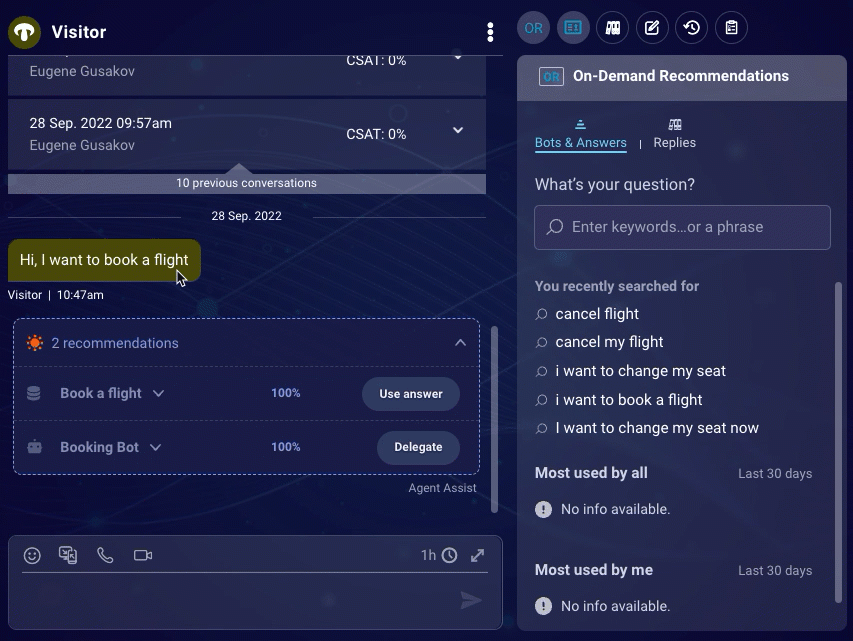 Visitor
CSAT: 0%
Eugene Gusakov
28 Sep. 2022 09:57am
CSAT: 0%
Eugene Gusakov
10 previous conversations
28 Sep. 2022
Hi, I want to book a flight
Visitor | 10:47am
2 recommendations
Book a flight 100% Use answer
Booking Bot 100% Delegate
Agent Assist
1h
OR
OR On-Demand Recommendations
Bots & Answers | Replies
What's your question?
Enter keywords...or a phrase
You recently searched for
cancel flight
cancel my flight
i want to change my seat
i want to book a flight
I want to change my seat now
Most used by all Last 30 days
No info available.
Most used by me Last 30 days
No info available.